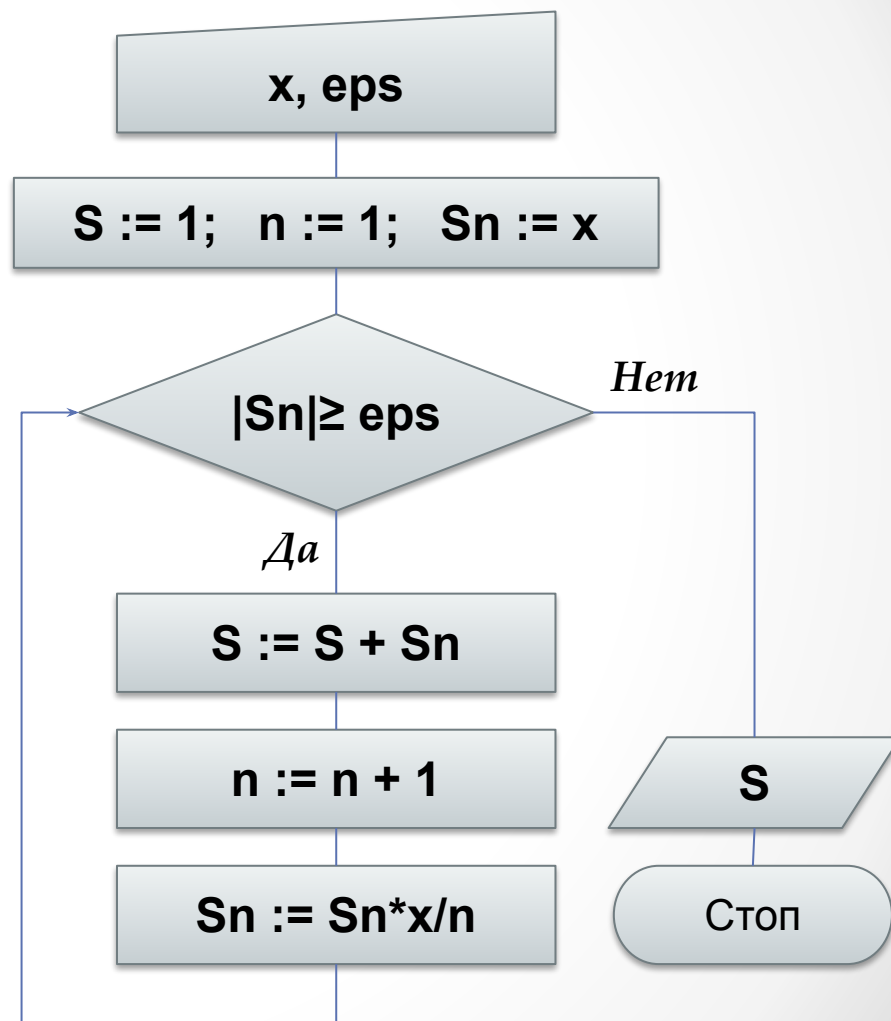 x, eps
S := 1;   n := 1;   Sn := x
|Sn|≥ eps
Нет
Да
S := S + Sn
n := n + 1
S
Sn := Sn*x/n
Стоп